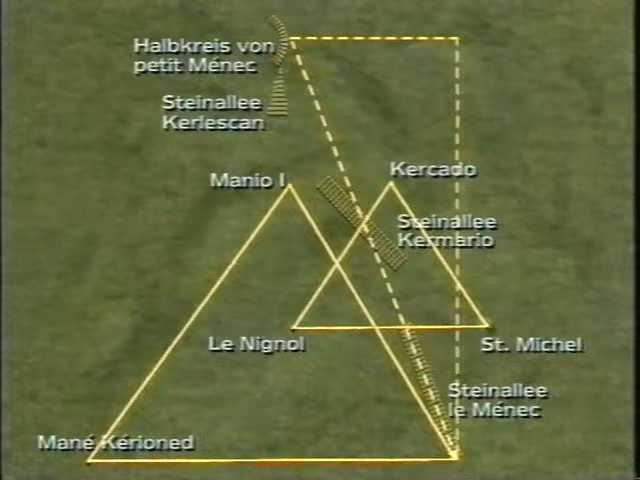 Halbkreis von
petit Ménec
Steinallee
Kerlescan
Manio I
Kercado
Steinallee
Kermario
Le Nignol
St. Michel
Steinallee
le Ménec
Mané Kérioned